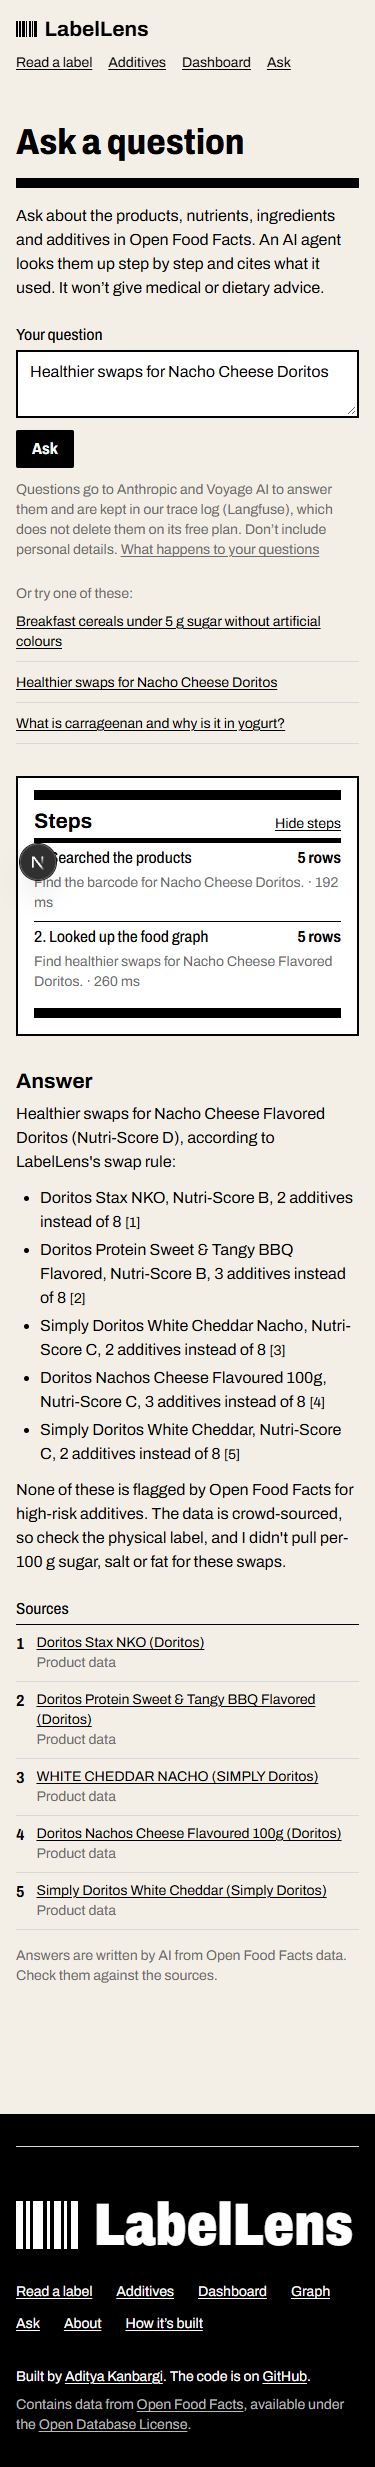 LabelLens
Read a label Additives Dashboard Ask
Ask a question
Ask about the products, nutrients, ingredients
and additives in Open Food Facts. An AI agent
looks them up step by step and cites what it
used. It won’t give medical or dietary advice.
Your question
Healthier swaps for Nacho Cheese Doritos
Ask
Questions go to Anthropic and Voyage AI to answer
them and are kept in our trace log (Langfuse), which
does not delete them on its free plan. Don’t include
personal details. What happens to your questions
Or try one of these:
Breakfast cereals under 5 g sugar without artificial
colours
Healthier swaps for Nacho Cheese Doritos
What is carrageenan and why is it in yogurt?
Steps Hide steps
N
Searched the products 5 rows
Find the barcode for Nacho Cheese Doritos. · 192
ms
2. Looked up the food graph 5 rows
Find healthier swaps for Nacho Cheese Flavored
Doritos. · 260 ms
Answer
Healthier swaps for Nacho Cheese Flavored
Doritos (Nutri-Score D), according to
LabelLens's swap rule:
• Doritos Stax NKO, Nutri-Score B, 2 additives
instead of 8 [1]
• Doritos Protein Sweet & Tangy BBQ
Flavored, Nutri-Score B, 3 additives instead
of 8 [2]
• Simply Doritos White Cheddar Nacho, Nutri-
Score C, 2 additives instead of 8 [3]
• Doritos Nachos Cheese Flavoured 100g,
Nutri-Score C, 3 additives instead of 8 [4]
• Simply Doritos White Cheddar, Nutri-Score
C, 2 additives instead of 8 [5]
None of these is flagged by Open Food Facts for
high-risk additives. The data is crowd-sourced,
so check the physical label, and I didn't pull per-
100 g sugar, salt or fat for these swaps.
Sources
1 Doritos Stax NKO (Doritos)
Product data
2 Doritos Protein Sweet & Tangy BBQ Flavored
(Doritos)
Product data
3 WHITE CHEDDAR NACHO (SIMPLY Doritos)
Product data
4 Doritos Nachos Cheese Flavoured 100g (Doritos)
Product data
5 Simply Doritos White Cheddar (Simply Doritos)
Product data
Answers are written by AI from Open Food Facts data.
Check them against the sources.
LabelLens
Read a label Additives Dashboard Graph
Ask About How it’s built
Built by Aditya Kanbargi. The code is on GitHub.
Contains data from Open Food Facts, available under
the Open Database License.